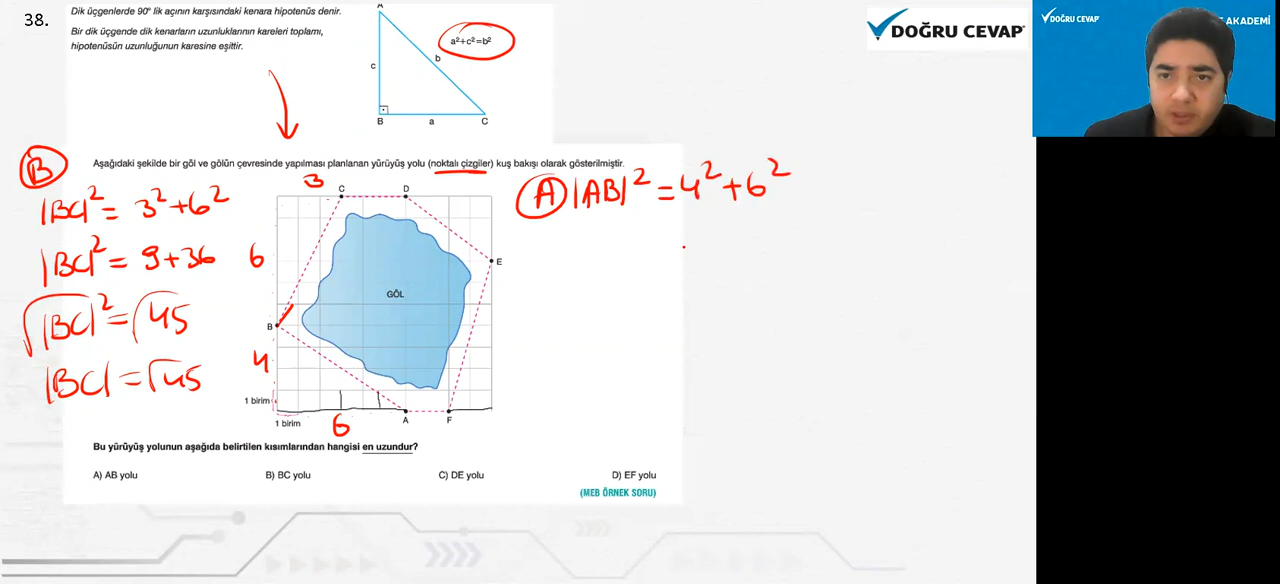 38.
Dik üçgenlerde 90° lik açının karşısındaki kenara hipotenüs denir.
Bir dik üçgende dik kenarların uzunluklarının kareleri toplamı,
hipotenüsün uzunluğunun karesine eşittir.
A
a²+c²=b²
c
b
B
a
C
DOĞRU CEVAP
DOĞRU CEVAP
AKADEMİ
Aşağıdaki şekilde bir göl ve gölün çevresinde yapılması planlanan yürüyüş yolu (noktalı çizgiler) kuş bakışı olarak gösterilmiştir.
B
|BC|² = 3² + 6²
|BC|² = 9 + 36
√|BC|² = √45
|BC| = √45
3
C
D
6
E
GÖL
B
4
1 birim
1 birim
6
A
F
A |AB|² = 4² + 6²
Bu yürüyüş yolunun aşağıda belirtilen kısımlarından hangisi en uzundur?
A) AB yolu
B) BC yolu
C) DE yolu
D) EF yolu
(MEB ÖRNEK SORU)